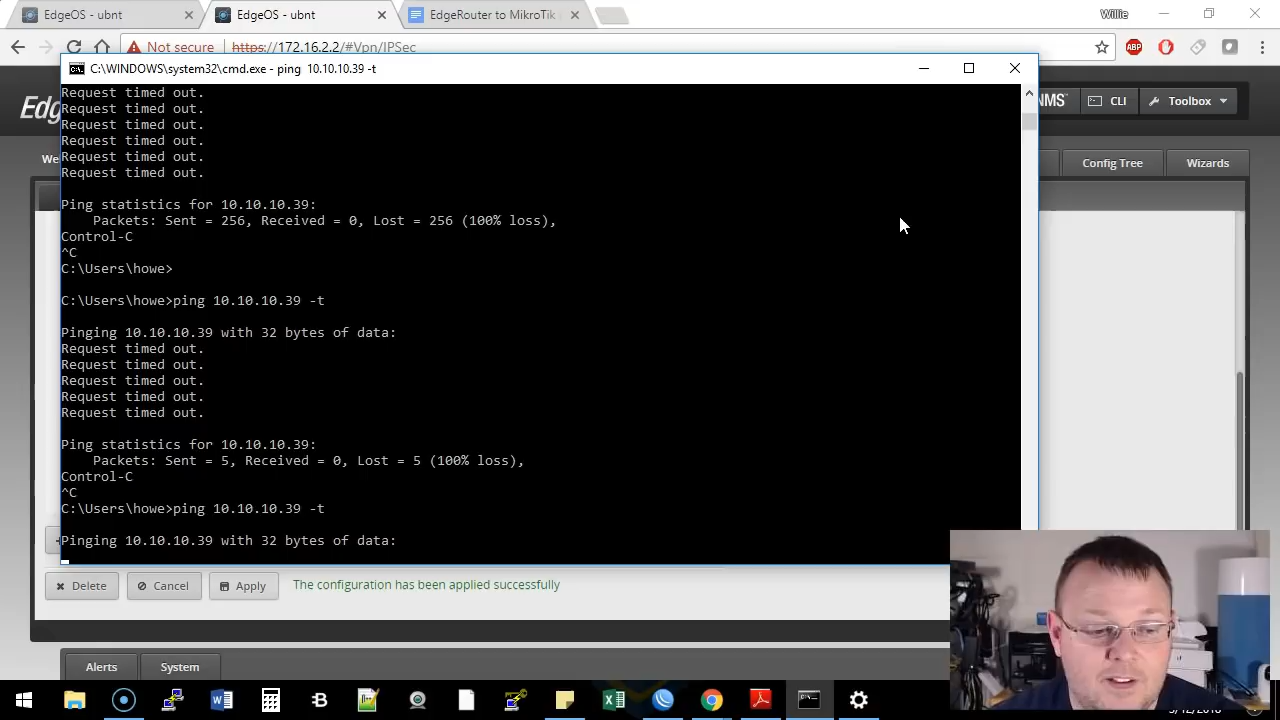 EdgeOS - ubnt
EdgeOS - ubnt
EdgeRouter to MikroTik
Willie
Not secure https://172.16.2.2/#Vpn/IPSec
ABP
C:\WINDOWS\system32\cmd.exe - ping 10.10.10.39 -t
CLI
Toolbox
Config Tree
Wizards
Request timed out.
Request timed out.
Request timed out.
Request timed out.
Request timed out.
Request timed out.
Ping statistics for 10.10.10.39:
Packets: Sent = 256, Received = 0, Lost = 256 (100% loss),
Control-C
^C
C:\Users\howe>
C:\Users\howe>ping 10.10.10.39 -t
Pinging 10.10.10.39 with 32 bytes of data:
Request timed out.
Request timed out.
Request timed out.
Request timed out.
Request timed out.
Ping statistics for 10.10.10.39:
Packets: Sent = 5, Received = 0, Lost = 5 (100% loss),
Control-C
^C
C:\Users\howe>ping 10.10.10.39 -t
Pinging 10.10.10.39 with 32 bytes of data:
Delete
Cancel
Apply
The configuration has been applied successfully
Alerts
System